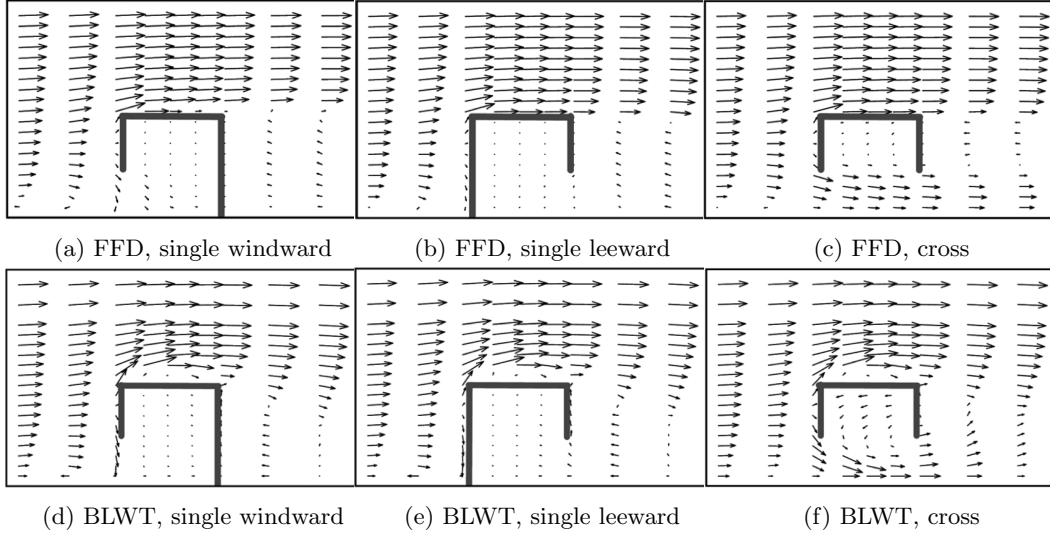 (a) FFD, single windward
(b) FFD, single leeward
(c) FFD, cross
(d) BLWT, single windward
(e) BLWT, single leeward
(f) BLWT, cross